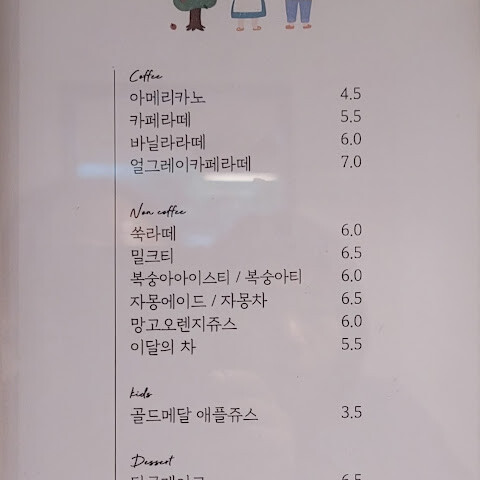 Coffee
아메리카노 4.5
카페라떼 5.5
바닐라라떼 6.0
얼그레이카페라떼 7.0
Non coffee
쑥라떼 6.0
밀크티 6.5
복숭아아이스티 / 복숭아티 6.0
자몽에이드 / 자몽차 6.5
망고오렌지쥬스 6.0
이달의 차 5.5
kids
골드메달 애플쥬스 3.5
Dessert